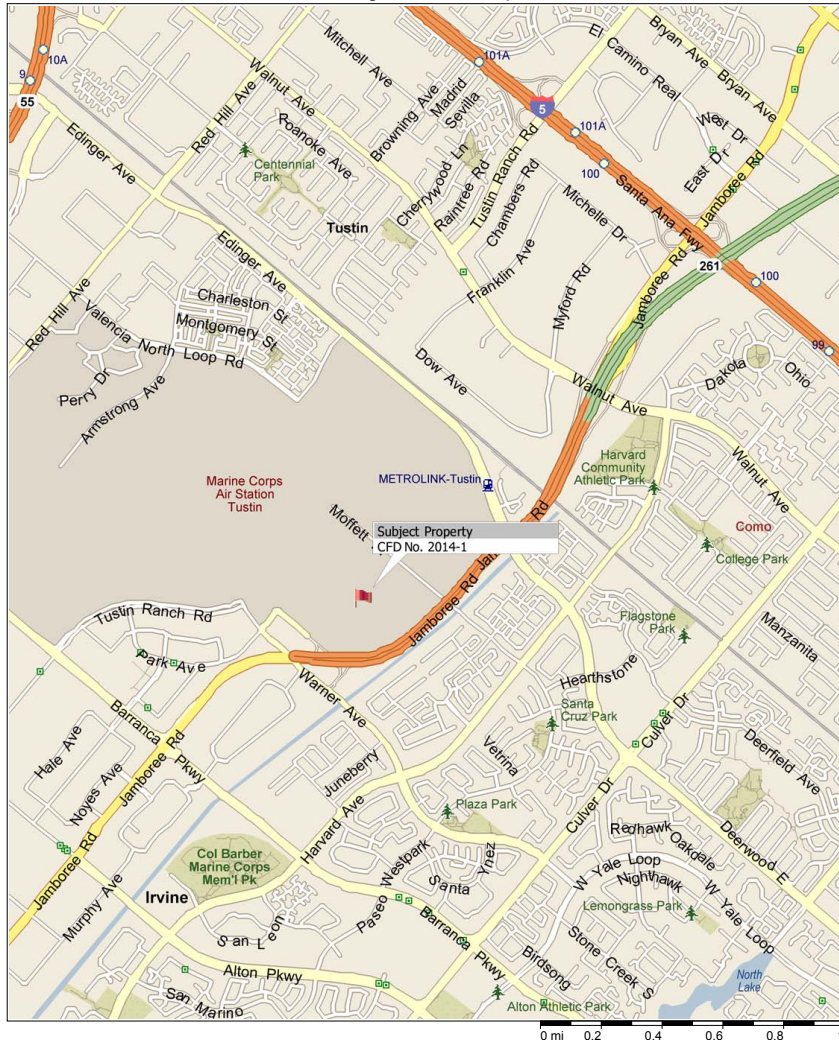 10A
9
55
Mitchell Ave
Walnut Ave
Red Hill Ave
Roanoke Ave
Centennial
Park
Edinger Ave
Browning Ave
Madrid
Sevilla
101A
5
El Camino Real
Bryan Ave
Bryan Ave
101A
100
West Dr
East Dr
Jamboree Rd
Cherrywood Ln
Raintree Rd
Tustin Ranch Rd
Chambers Rd
Santa Ana Fwy
Michelle Dr
Tustin
Edinger Ave
Franklin Ave
Myford Rd
Jamboree Rd
261
100
99
Red Hill Ave
Charleston St
Montgomery St
Valencia North Loop Rd
Perry Dr
Armstrong Ave
Dow Ave
Walnut Ave
Dakota
Ohio
Harvard
Community
Athletic Park
Walnut Ave
Marine Corps
Air Station
Tustin
METROLINK-Tustin
Moffett
Rd
Subject Property
CFD No. 2014-1
Como
College Park
Jamboree Rd
Tustin Ranch Rd
Park Ave
Flagstone
Park
Manzanita
Hearthstone
Warner Ave
Santa
Cruz Park
Culver Dr
Barranca Pkwy
Hale Ave
Noyes Ave
Jamboree Rd
Juneberry
Vetrina
Deerfield Ave
Plaza Park
Culver Dr
Harvard Ave
Redhawk
Oakdale
Deerwood E
Col Barber
Marine Corps
Mem'l Pk
Paseo Westpark
Santa
Ynez
W Yale Loop
Nighthawk
W Yale Loop
Jamboree Rd
Murphy Ave
Irvine
Lemongrass Park
San Leon
Barranca Pkwy
Birdsong
Stone Creek S
Alton Pkwy
North
Lake
San Marino
Alton Athletic Park
0 mi 0.2 0.4 0.6 0.8